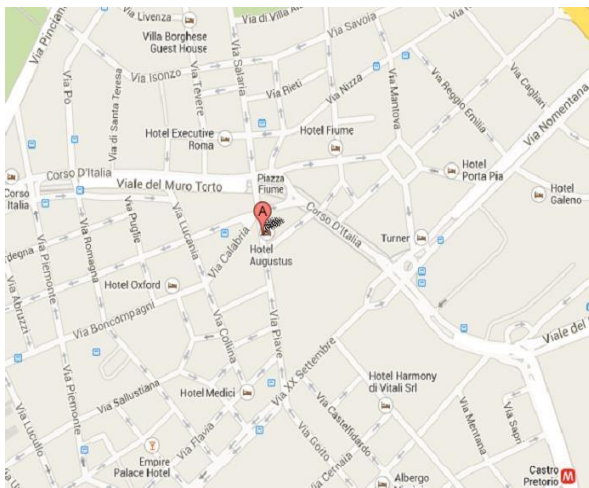 Via Livenza
Via di Villa
Via Savoia
Via Pinciana
Villa Borghese
Guest House
Via Salaria
Via Isonzo
Via Po
Via di Santa Teresa
Via Tevere
Via Rieti
Via Nizza
Via Mantova
Via Reggio Emilia
Via Cagliari
Via Nomentana
Hotel Executive
Roma
Hotel Fiume
Corso D'Italia
Viale del Muro Torto
Piazza
Fiume
Hotel
Porta Pia
Hotel
Galeno
Corso
Italia
A
Corso D'Italia
Turner
Via Puglie
Via Lucania
Via Calabria
Hotel
Augustus
degna
Via Piemonte
Via Romagna
Via Abruzzi
Hotel Oxford
Via Boncompagni
Via Piave
Via Collina
Via XX Settembre
Viale del
Hotel Harmony
di Vitali Srl
Via Sallustiana
Hotel Medici
Via Piemonte
Via Lucullo
Via Flavia
Via Castelfidardo
Via Mentana
Via Sapri
Empire
Palace Hotel
Via Goito
Via Cernaia
Albergo
Castro
Pretorio
M